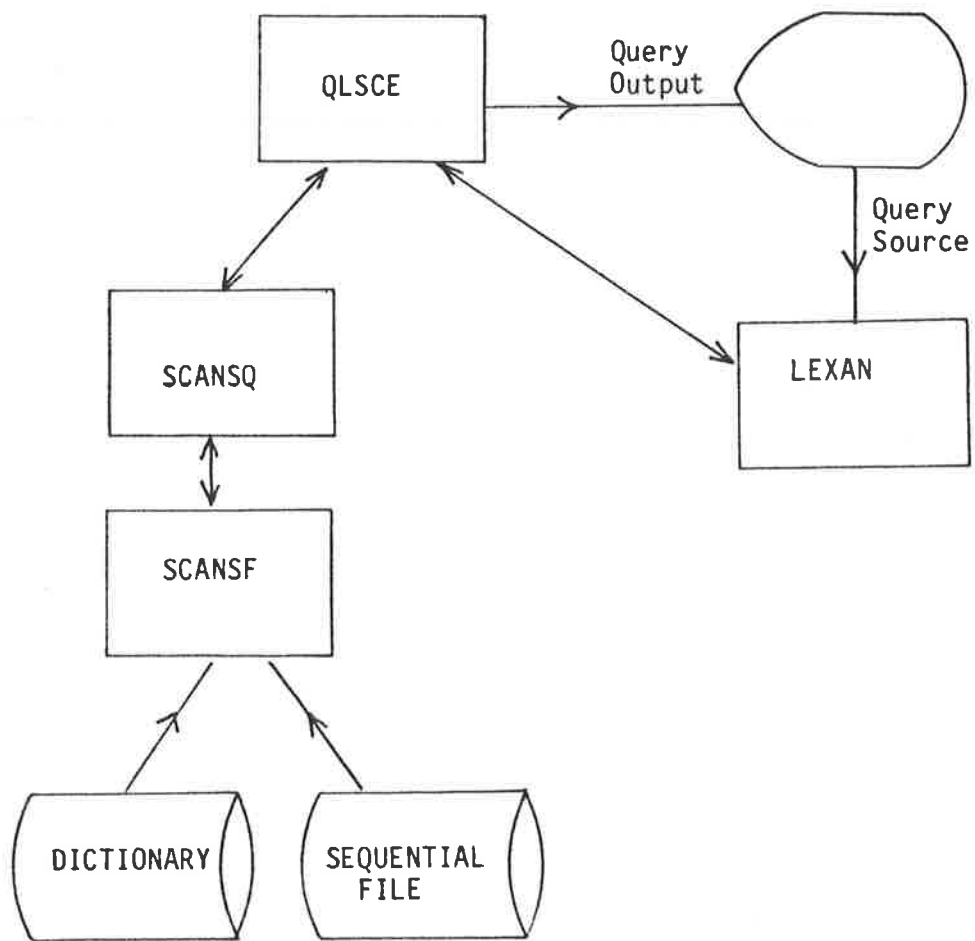 QLSCE
Query
Output
Query
Source
SCANSQ
LEXAN
SCANSF
DICTIONARY
SEQUENTIAL
FILE